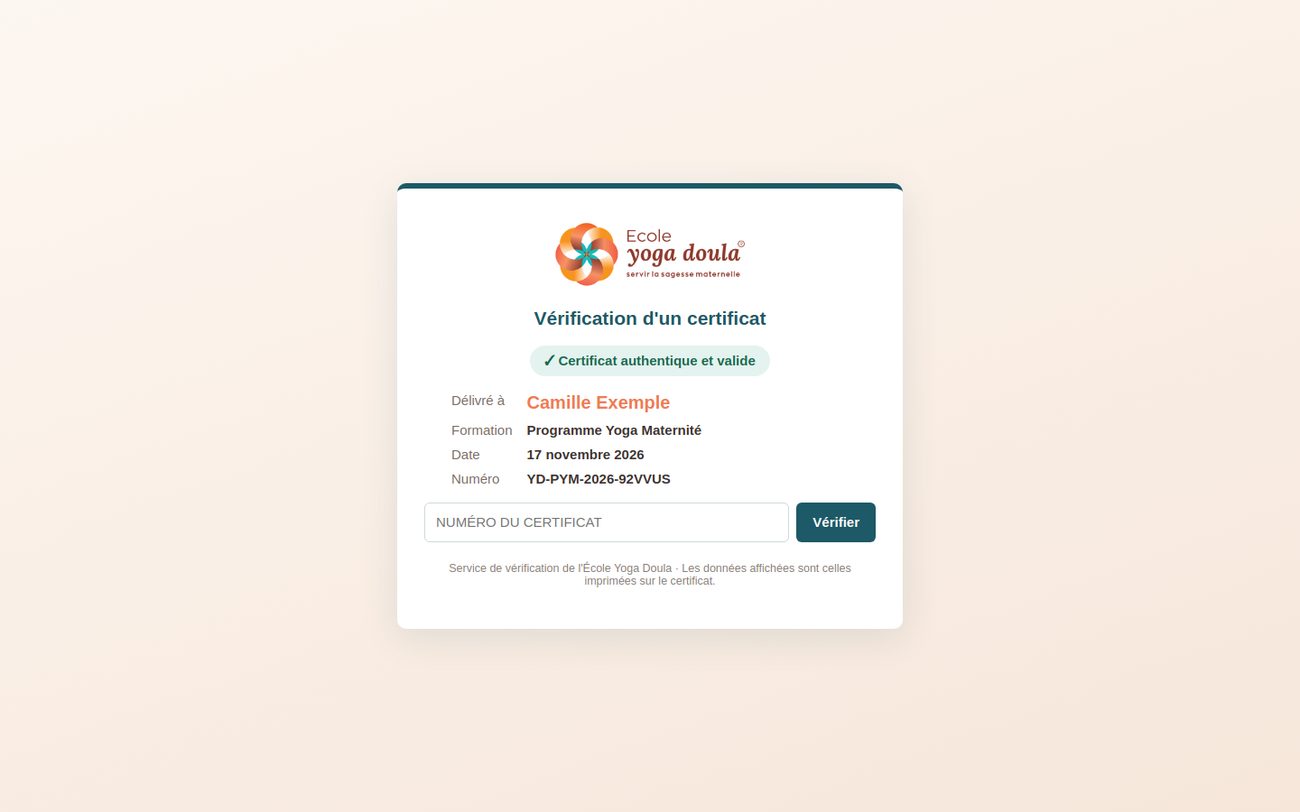 Ecole
yoga doula®
servir la sagesse maternelle
Vérification d'un certificat
✓ Certificat authentique et valide
Délivré à Camille Exemple
Formation Programme Yoga Maternité
Date 17 novembre 2026
Numéro YD-PYM-2026-92VVUS
NUMÉRO DU CERTIFICAT Vérifier
Service de vérification de l'École Yoga Doula · Les données affichées sont celles
imprimées sur le certificat.